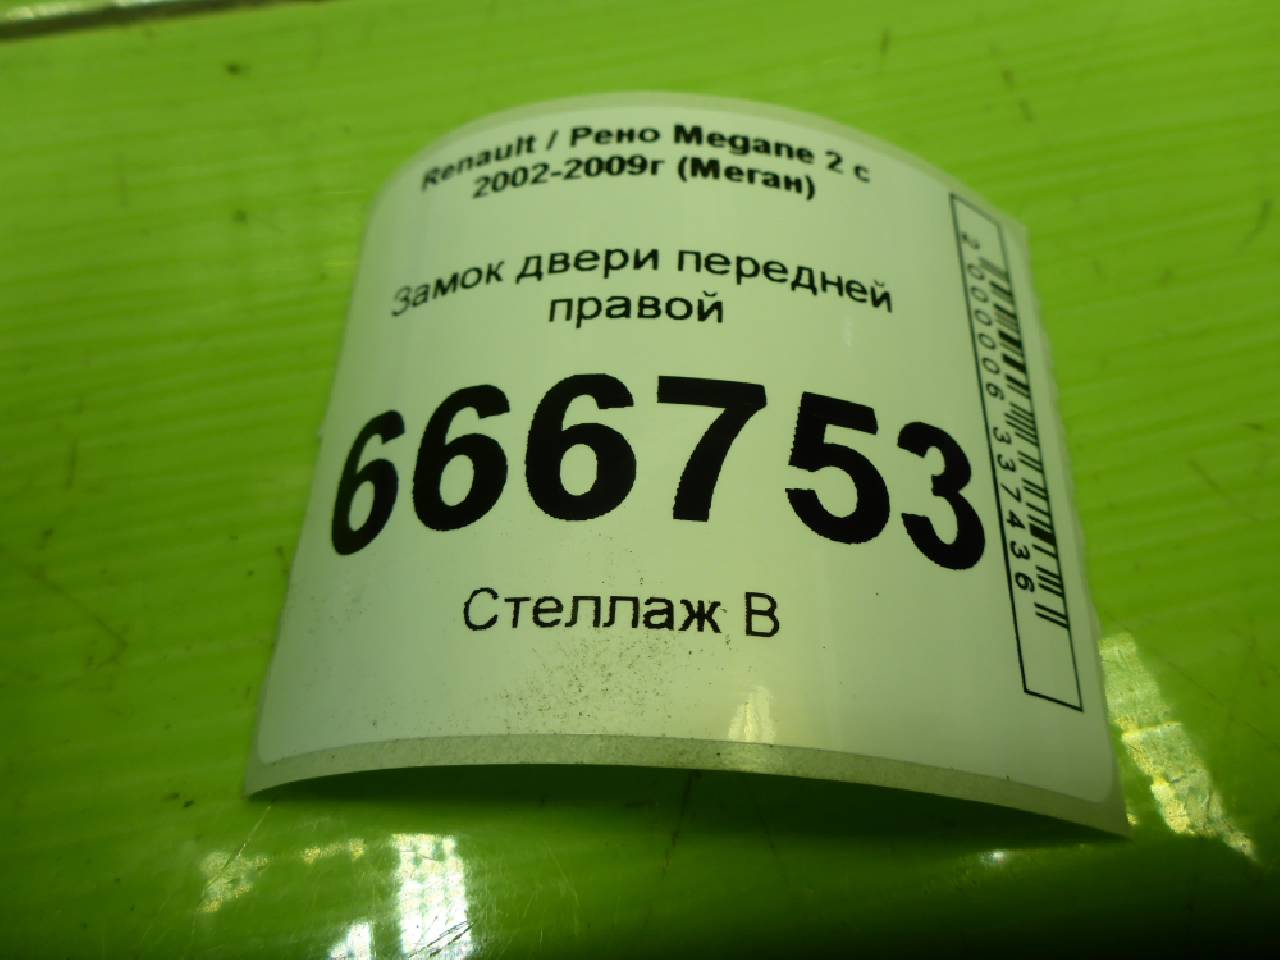 Renault / Рено Megane 2 с
2002-2009г (Меган)
Замок двери передней
правой
666753
Стеллаж В
2000006337436